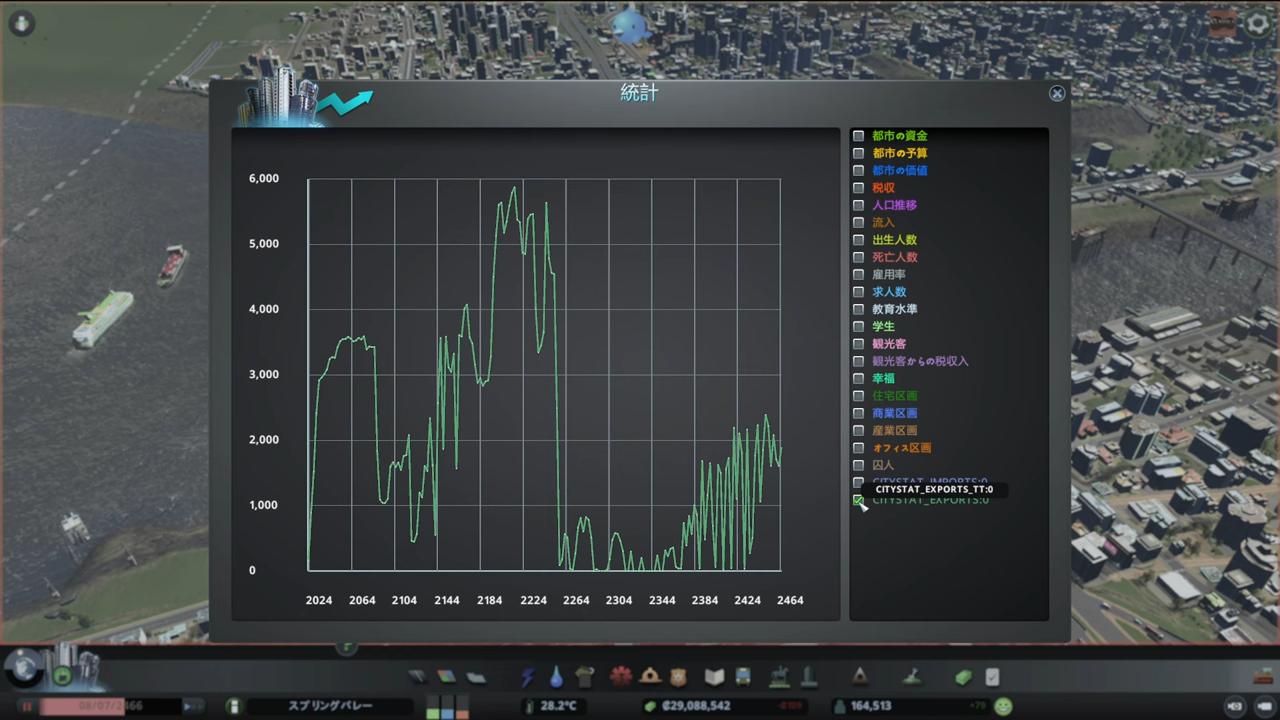 統計
6,000
5,000
4,000
3,000
2,000
1,000
0
2024 2064 2104 2144 2184 2224 2264 2304 2344 2384 2424 2464
都市の資金
都市の予算
都市の価値
税収
人口推移
流入
出生人数
死亡人数
雇用率
求人数
教育水準
学生
観光客
観光客からの税収入
幸福
住宅区画
商業区画
産業区画
オフィス区画
囚人
CITYSTAT_IMPORTS:0
CITYSTAT_EXPORTS_TT:0
CITYSTAT_EXPORTS:0
08/07/2466 スプリングバレー 28.2°C ₡29,088,542 164,513 +79